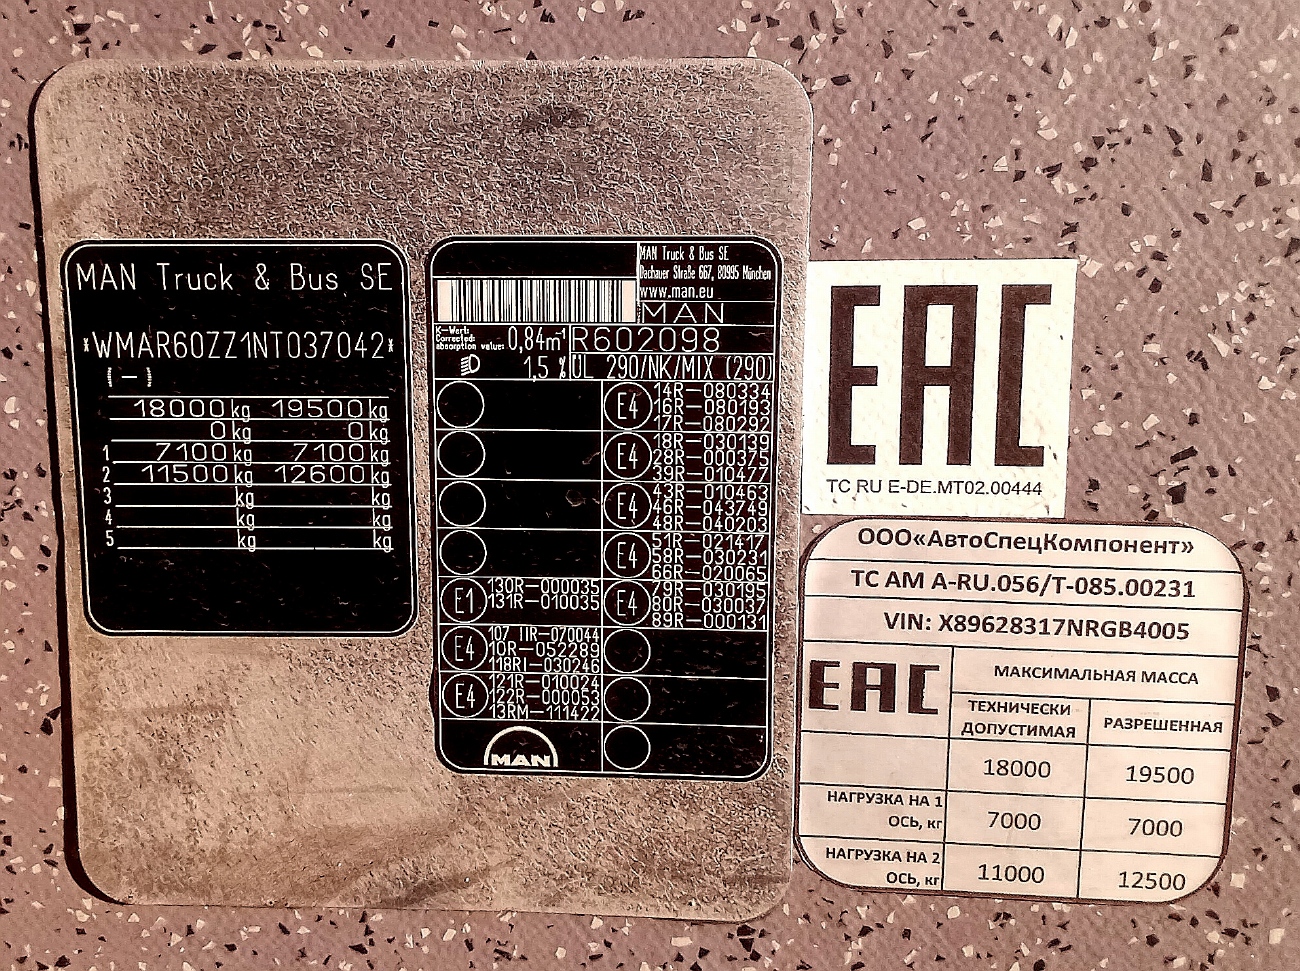 MAN Truck & Bus SE
*WMAR60ZZ1NT037042*
(-)
18000 kg 19500 kg
0 kg 0 kg
1 7100 kg 7100 kg
2 11500 kg 12600 kg
3 kg kg
4 kg kg
5 kg kg
MAN Truck & Bus SE
Dachauer Straße 667, 80995 München
www.man.eu
MAN
K-Wert:
Corrected
absorption value: 0,84m⁻¹ R602098
1,5 % UL 290/NK/MIX (290)
E4 14R-080334
16R-080193
17R-080292
E4 18R-030139
28R-000375
39R-010477
E4 43R-010463
46R-043749
48R-040203
E4 51R-021417
58R-030231
66R-020065
E1 130R-000035
131R-010035
E4 79R-030195
80R-030037
89R-000131
E4 107 IIR-070044
10R-052289
118RI-030246
E4 121R-010024
122R-000053
13RM-111422
MAN
EAC
TC RU E-DE.MT02.00444
ООО«АвтоСпецКомпонент»
ТС АМ А-RU.056/Т-085.00231
VIN: X89628317NRGB4005
EAC
МАКСИМАЛЬНАЯ МАССА
ТЕХНИЧЕСКИ
ДОПУСТИМАЯ
РАЗРЕШЕННАЯ
18000 19500
НАГРУЗКА НА 1
ОСЬ, кг 7000 7000
НАГРУЗКА НА 2
ОСЬ, кг 11000 12500